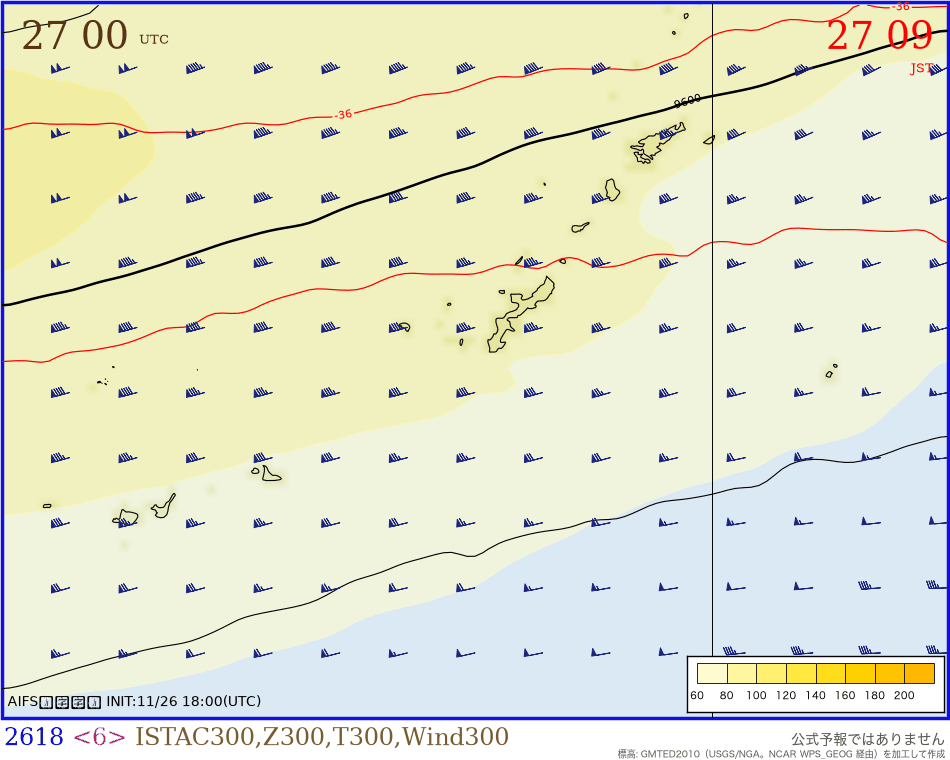 27 00 UTC
27 09
JST
-36
-36
9600
60 80 100 120 140 160 180 200
AIFS INIT:11/26 18:00(UTC)
2618 <6> ISTAC300,Z300,T300,Wind300
公式予報ではありません
標高: GMTED2010（USGS/NGA。NCAR WPS_GEOG 経由）を加工して作成